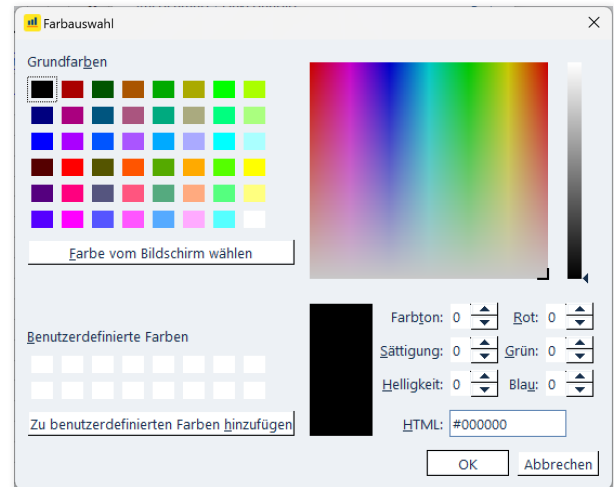 Farbauswahl
Grundfarben
Farbe vom Bildschirm wählen
Benutzerdefinierte Farben
Zu benutzerdefinierten Farben hinzufügen
Farbton: 0 Rot: 0
Sättigung: 0 Grün: 0
Helligkeit: 0 Blau: 0
HTML: #000000
OK Abbrechen